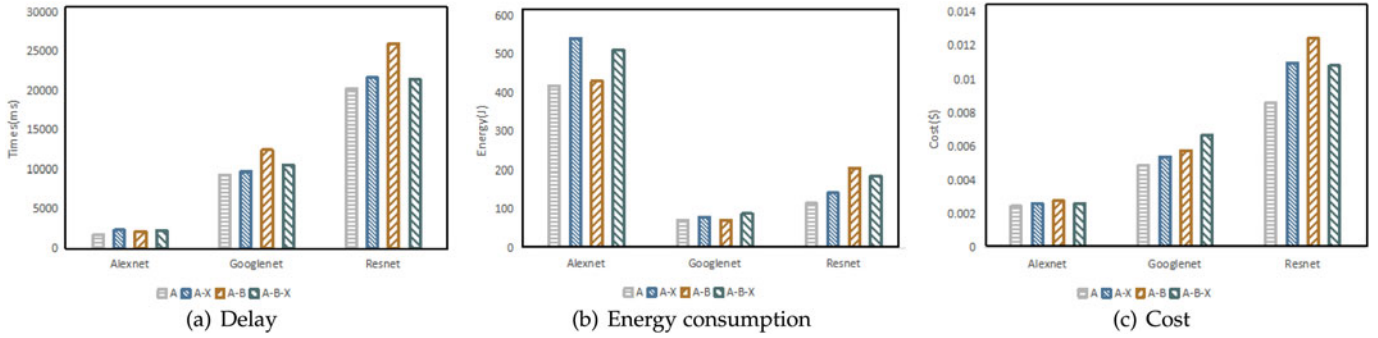 30000
25000
20000
15000
10000
5000
0
Times(ms)
Alexnet Googlenet Resnet
A A-X A-B A-B-X
(a) Delay
600
500
400
300
200
100
0
Energy(J)
Alexnet Googlenet Resnet
A A-X A-B A-B-X
(b) Energy consumption
0.014
0.012
0.01
0.008
0.006
0.004
0.002
0
Cost($)
Alexnet Googlenet Resnet
A A-X A-B A-B-X
(c) Cost